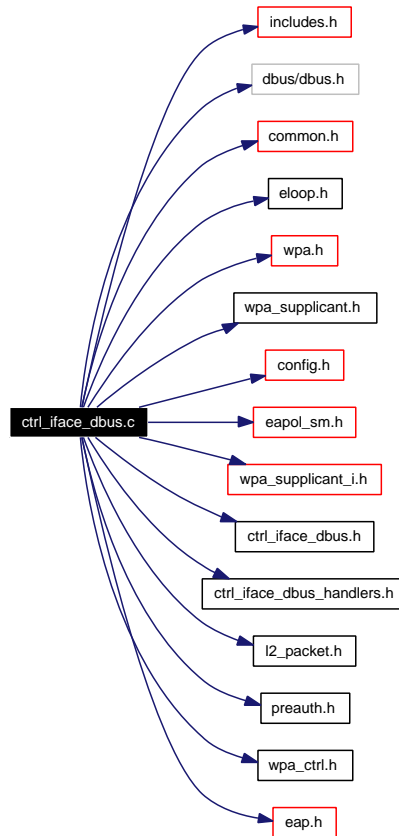 includes.h
dbus/dbus.h
common.h
eloop.h
wpa.h
wpa_supplicant.h
config.h
ctrl_iface_dbus.c
eapol_sm.h
wpa_supplicant_i.h
ctrl_iface_dbus.h
ctrl_iface_dbus_handlers.h
l2_packet.h
preauth.h
wpa_ctrl.h
eap.h